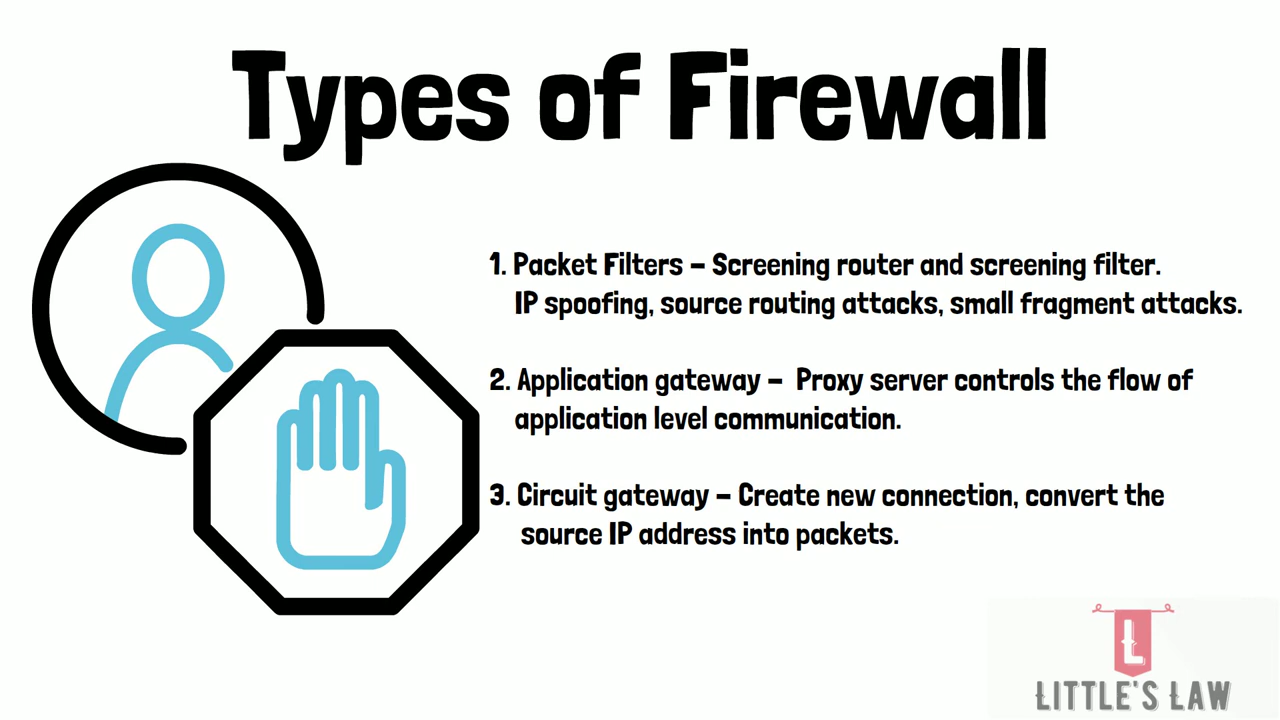 Types of Firewall
1. Packet Filters – Screening router and screening filter.
IP spoofing, source routing attacks, small fragment attacks.
2. Application gateway – Proxy server controls the flow of
application level communication.
3. Circuit gateway – Create new connection, convert the
source IP address into packets.
L
LITTLE'S LAW